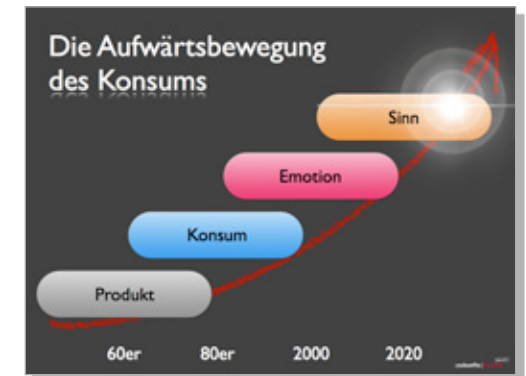 Die Aufwärtsbewegung
des Konsums
Sinn
Emotion
Konsum
Produkt
60er 80er 2000 2020